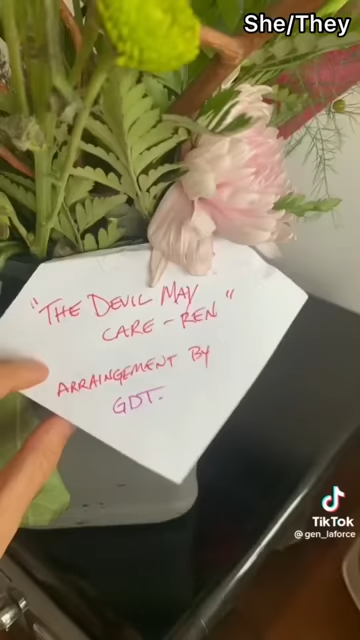 She/They
"THE DEVIL MAY
CARE - REN"
ARRAINGEMENT BY
GDT.
TikTok
@gen_laforce